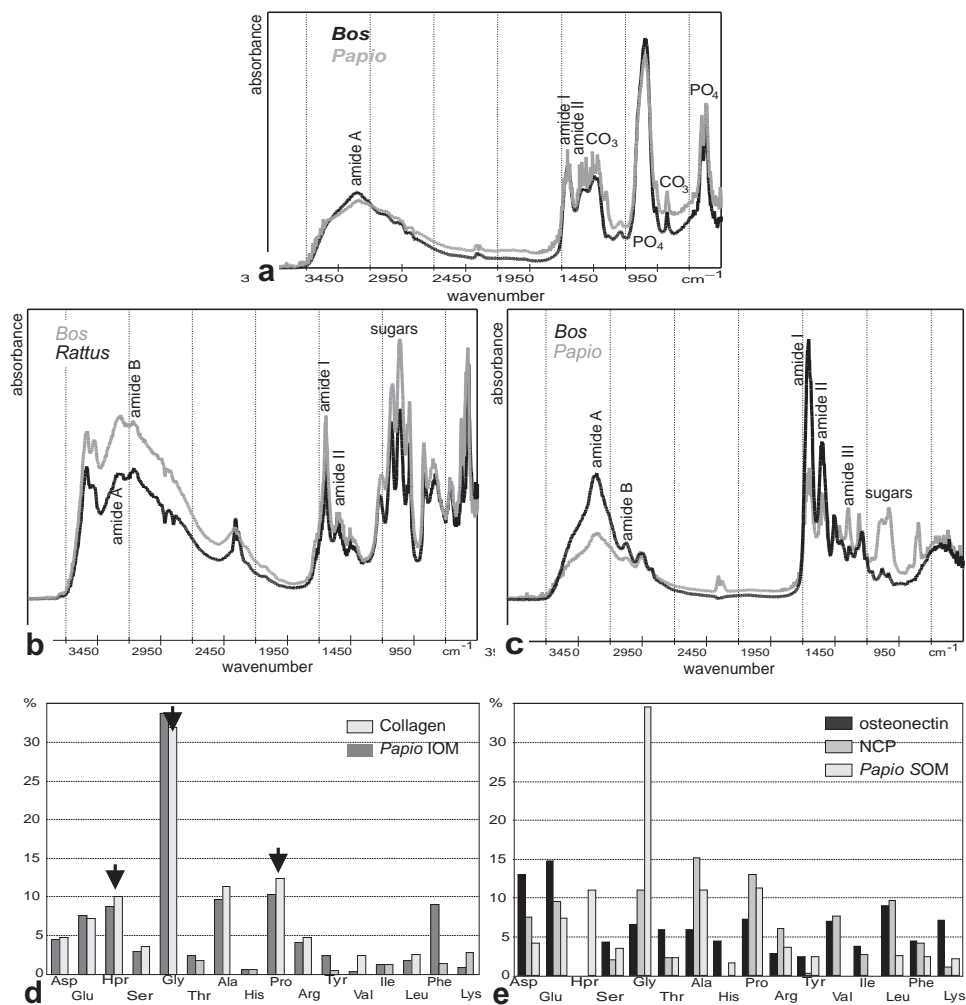 absorbance
Bos
Papio
amide A
amide I
amide II
CO3
PO4
CO3
PO4
a
3 3450 2950 2450 1950 1450 950 cm-1
wavenumber
absorbance
Bos
Rattus
amide A
amide B
amide I
amide II
sugars
b
3450 2950 2450 1950 1450 950 cm-1
wavenumber
absorbance
Bos
Papio
amide A
amide B
amide I
amide II
amide III
sugars
c
3450 2950 2450 1950 1450 950 cm-1
wavenumber
%
30
25
20
15
10
5
0
Collagen
Papio IOM
Asp Hpr Gly Ala Pro Tyr Ile Phe
Glu Ser Thr His Arg Val Leu Lys
d
%
30
25
20
15
10
5
0
osteonectin
NCP
Papio SOM
Asp Hpr Gly Ala Pro Tyr Ile Phe
Glu Ser Thr His Arg Val Leu Lys
e